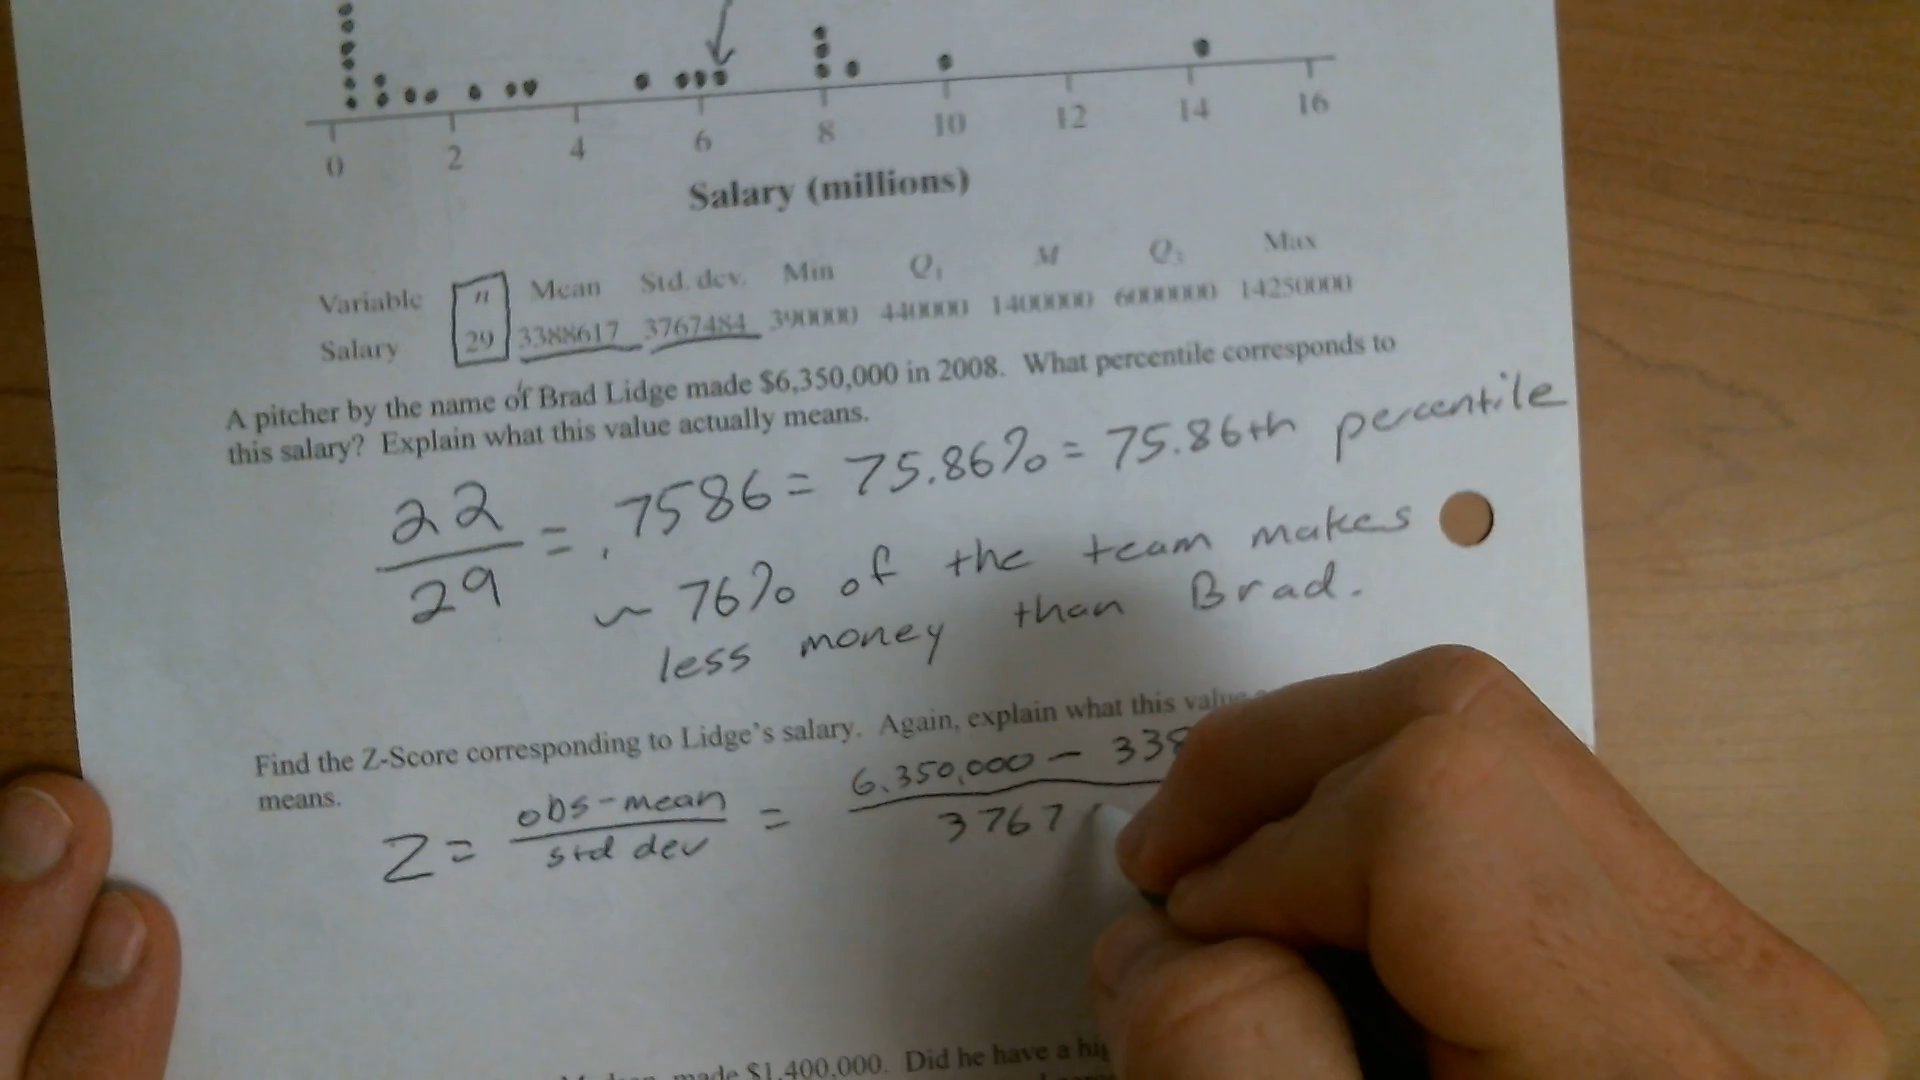 0 2 4 6 8 10 12 14 16
Salary (millions)
Variable n Mean Std. dev. Min Q₁ M Q₃ Max
Salary 29 3388617 3767484 390000 440000 1400000 6000000 14250000
A pitcher by the name of Brad Lidge made $6,350,000 in 2008. What percentile corresponds to
this salary? Explain what this value actually means.
22/29 = .7586 = 75.86% = 75.86th percentile
~ 76% of the team makes
less money than Brad.
Find the Z-Score corresponding to Lidge's salary. Again, explain what this value
means.
Z = obs-mean/std dev = 6,350,000 - 338/3767
made $1,400,000. Did he have a